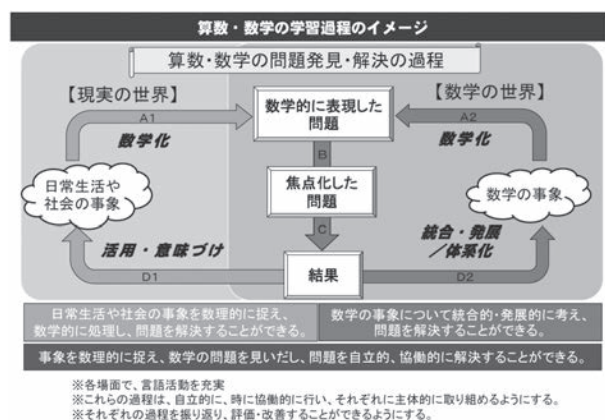 算数・数学の学習過程のイメージ
算数・数学の問題発見・解決の過程
【現実の世界】
【数学の世界】
A1
数学化
数学的に表現した
問題
A2
数学化
B
日常生活や
社会の事象
焦点化した
問題
数学の事象
C
活用・意味づけ
統合・発展
/体系化
D1
結果
D2
日常生活や社会の事象を数理的に捉え、
数学的に処理し、問題を解決することができる。
数学の事象について統合的・発展的に考え、
問題を解決することができる。
事象を数理的に捉え、数学の問題を見いだし、問題を自立的、協働的に解決することができる。
※各場面で、言語活動を充実
※これらの過程は、自立的に、時に協働的に行い、それぞれに主体的に取り組めるようにする。
※それぞれの過程を振り返り、評価・改善することができるようにする。